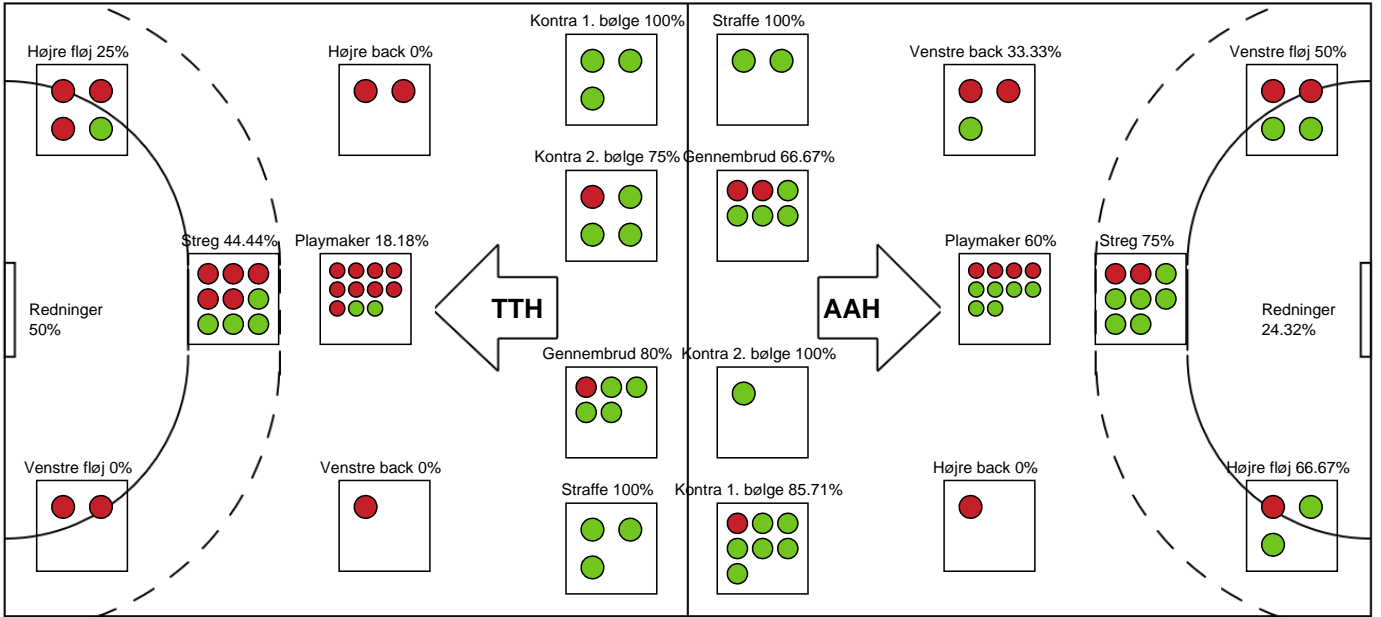 Kontra 1. bølge 100%
Straffe 100%
Højre fløj 25%
Højre back 0%
Venstre back 33.33%
Venstre fløj 50%
Kontra 2. bølge 75%
Gennembrud 66.67%
Streg 44.44%
Playmaker 18.18%
Playmaker 60%
Streg 75%
Redninger
50%
TTH
AAH
Redninger
24.32%
Gennembrud 80%
Kontra 2. bølge 100%
Venstre fløj 0%
Venstre back 0%
Straffe 100%
Kontra 1. bølge 85.71%
Højre back 0%
Højre fløj 66.67%